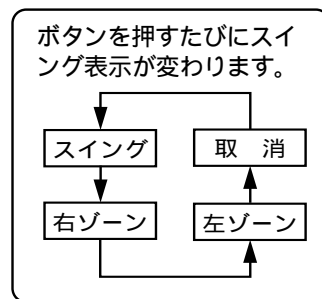 ボタンを押すたびにスイ
ング表示が変わります。
スイング
取　消
右ゾーン
左ゾーン